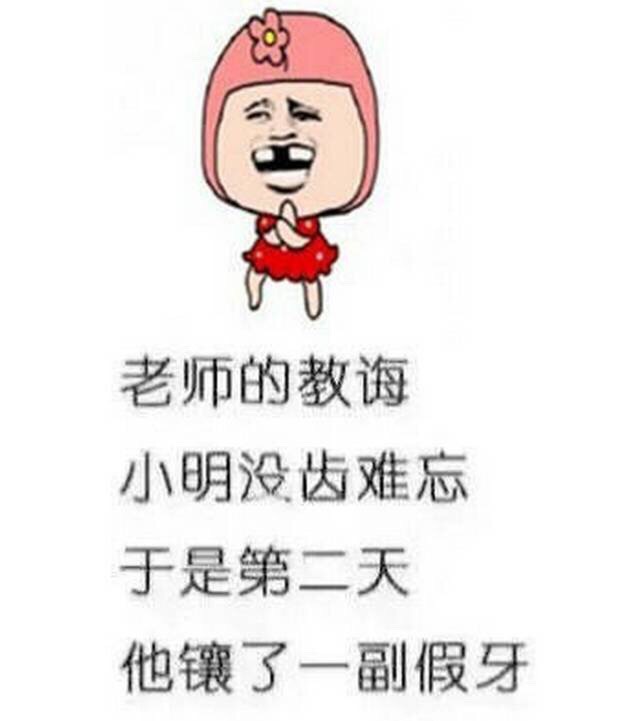 老师的教诲
小明没齿难忘
于是第二天
他镶了一副假牙